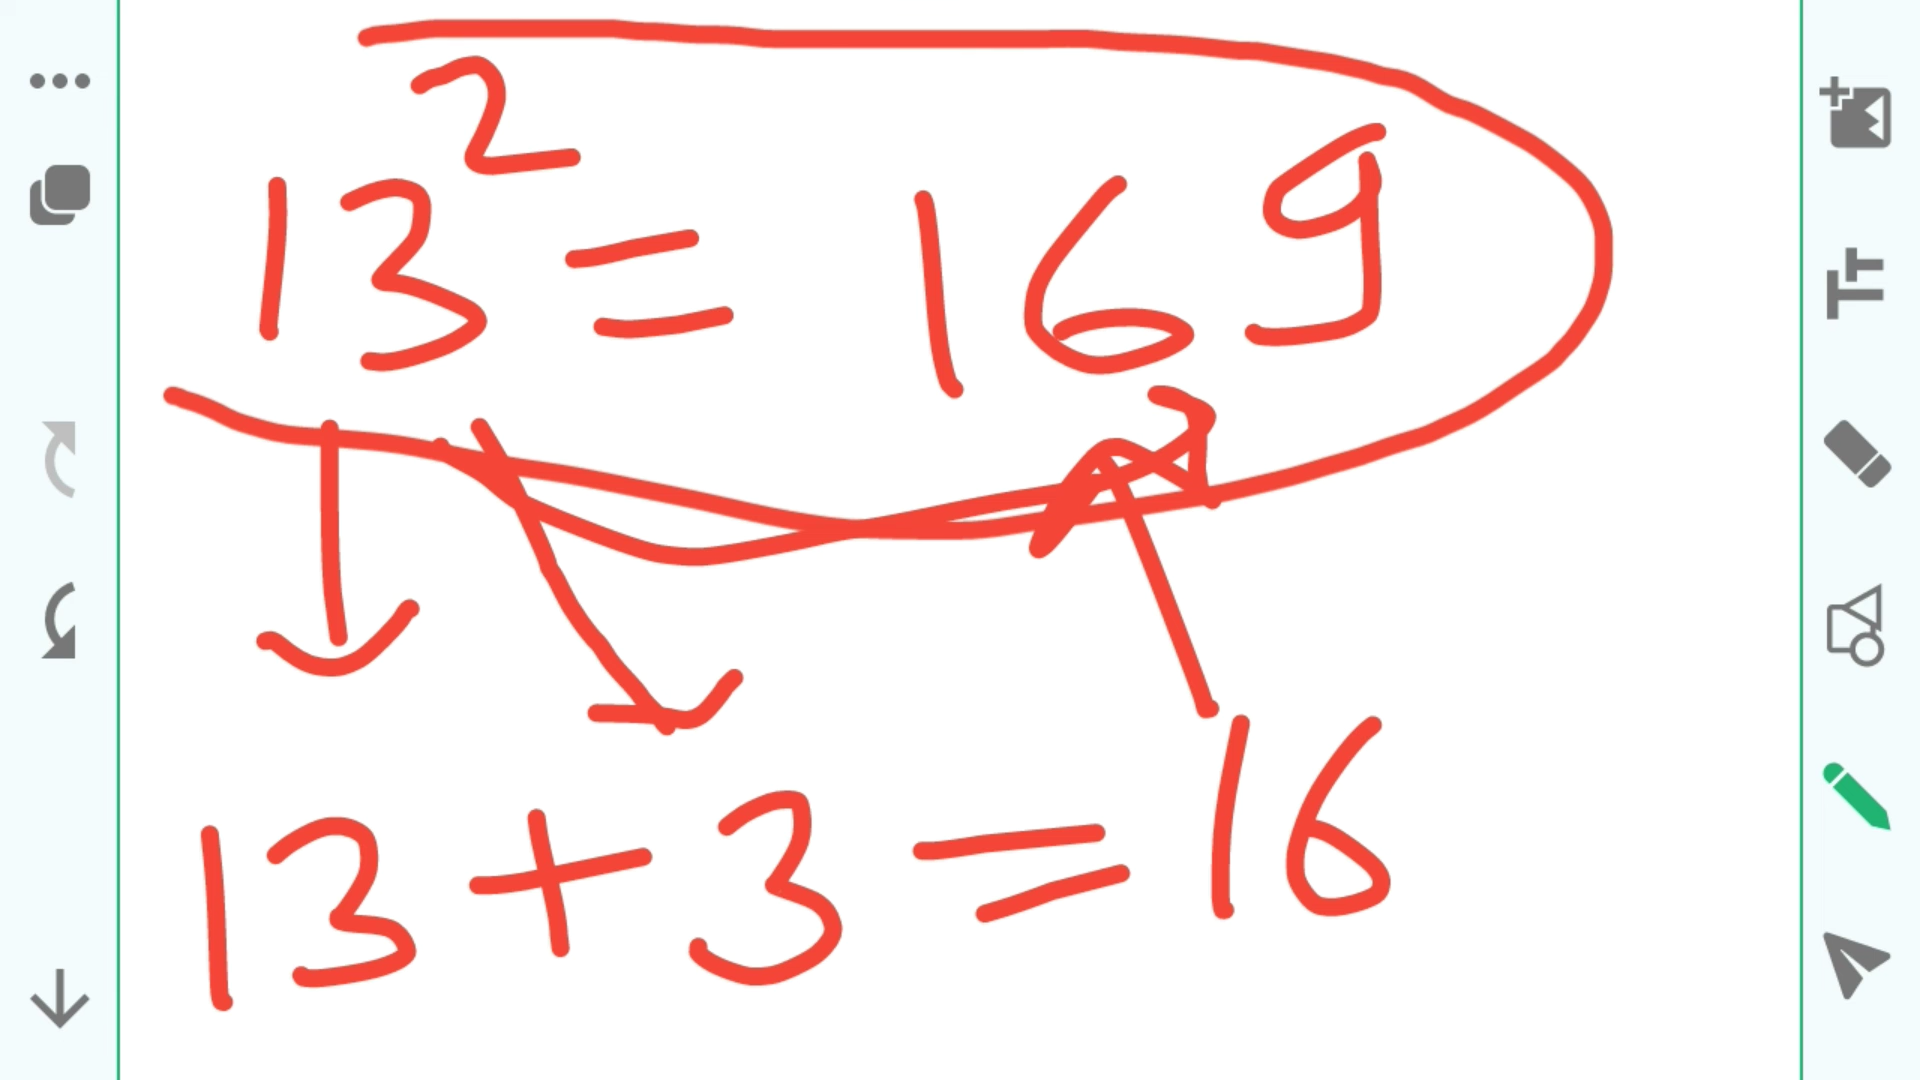 13² = 169
13 + 3 = 16